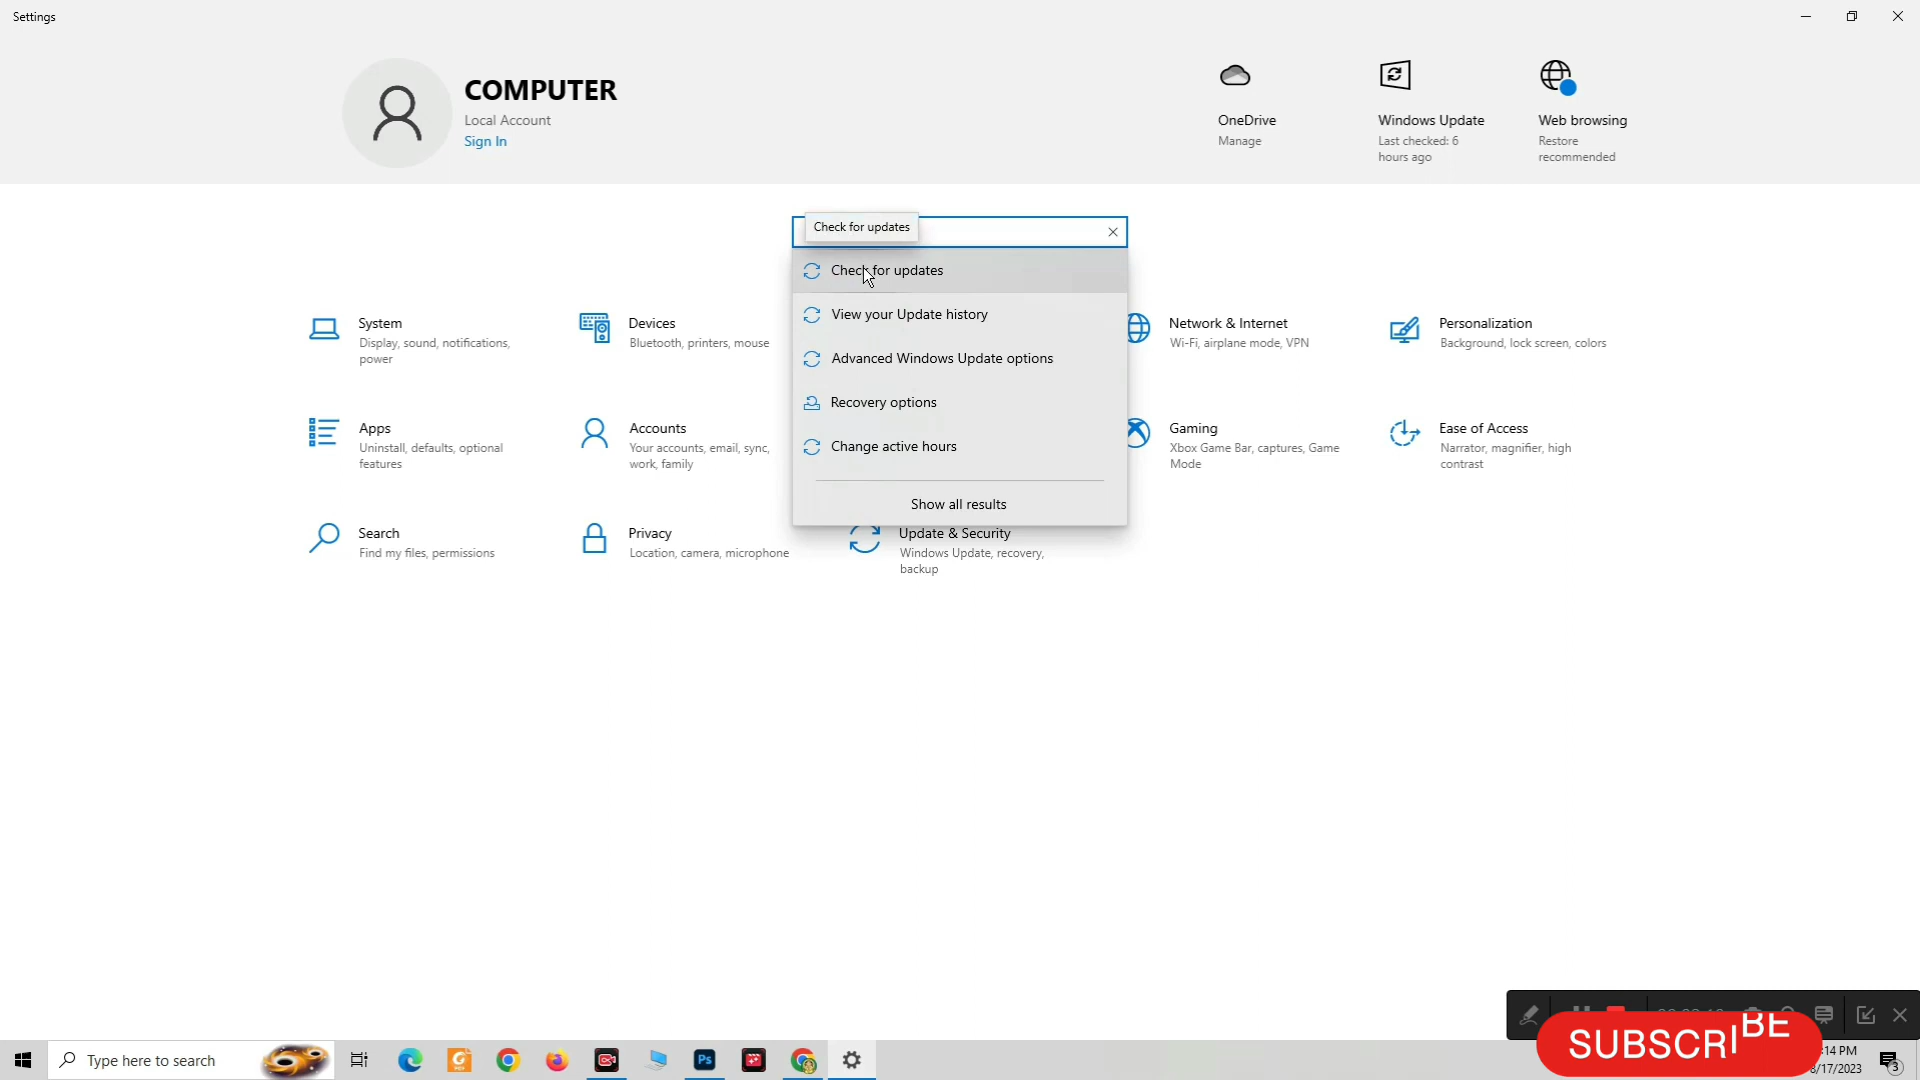 Settings
COMPUTER
Local Account
Sign In
OneDrive
Manage
Windows Update
Last checked: 6
hours ago
Web browsing
Restore
recommended
Check for updates
Check for updates
View your Update history
Advanced Windows Update options
Recovery options
Change active hours
Show all results
System
Display, sound, notifications,
power
Devices
Bluetooth, printers, mouse
Network & Internet
Wi-Fi, airplane mode, VPN
Personalization
Background, lock screen, colors
Apps
Uninstall, defaults, optional
features
Accounts
Your accounts, email, sync,
work, family
Gaming
Xbox Game Bar, captures, Game
Mode
Ease of Access
Narrator, magnifier, high
contrast
Search
Find my files, permissions
Privacy
Location, camera, microphone
Update & Security
Windows Update, recovery,
backup
SUBSCRIBE
Type here to search
Ps
:14 PM
8/17/2023
3